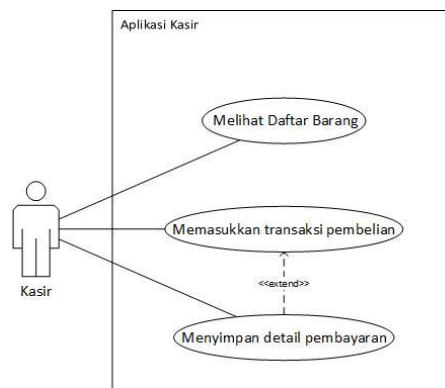 Aplikasi Kasir
Melihat Daftar Barang
Memasukkan transaksi pembelian
<<extend>>
Kasir
Menyimpan detail pembayaran